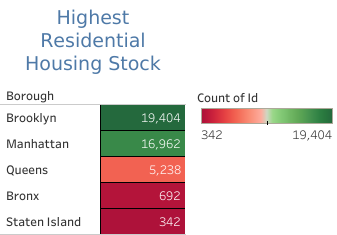 Highest
Residential
Housing Stock
Borough
Brooklyn 19,404
Manhattan 16,962
Queens 5,238
Bronx 692
Staten Island 342
Count of Id
342 19,404